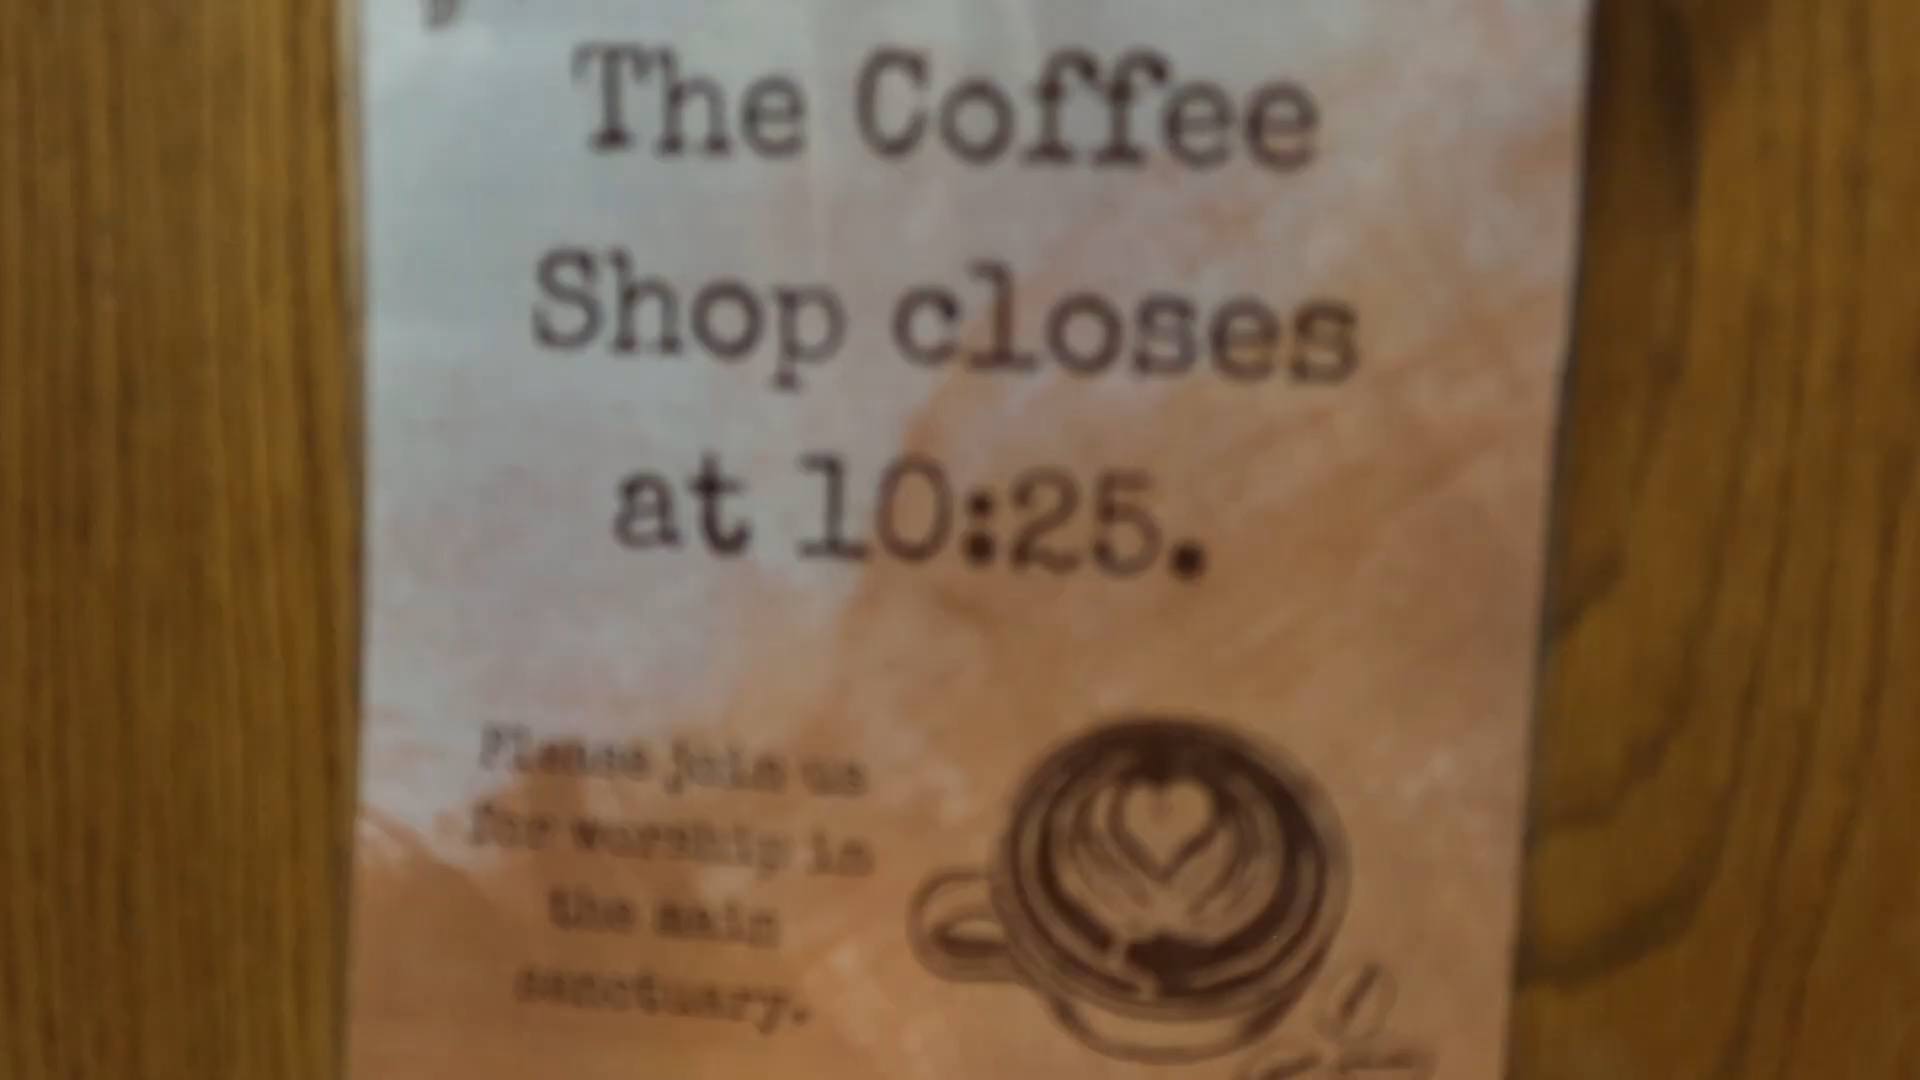 The Coffee
Shop closes
at 10:25.
Please join us
for worship in
the main
sanctuary.